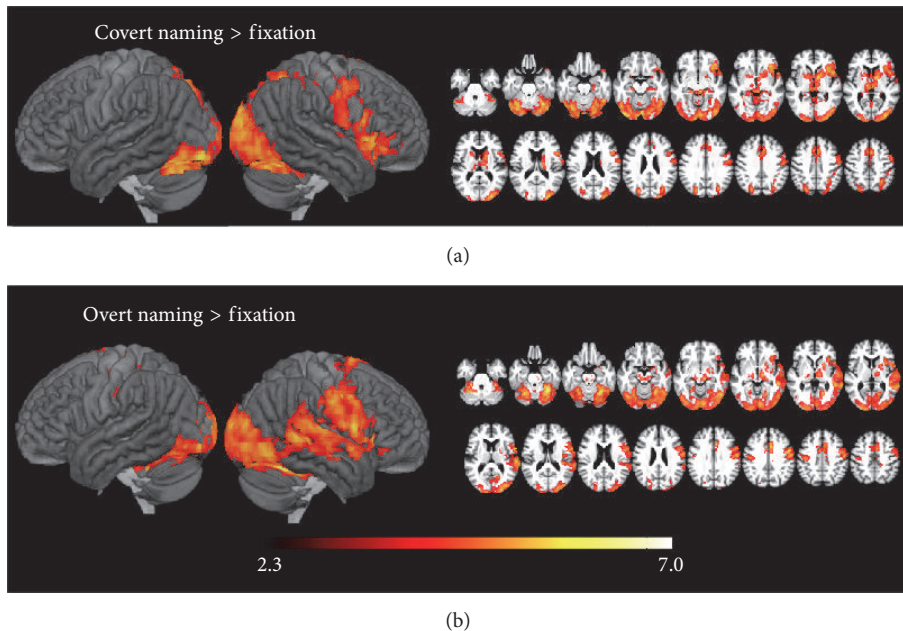 Covert naming > fixation
(a)
Overt naming > fixation
2.3
7.0
(b)